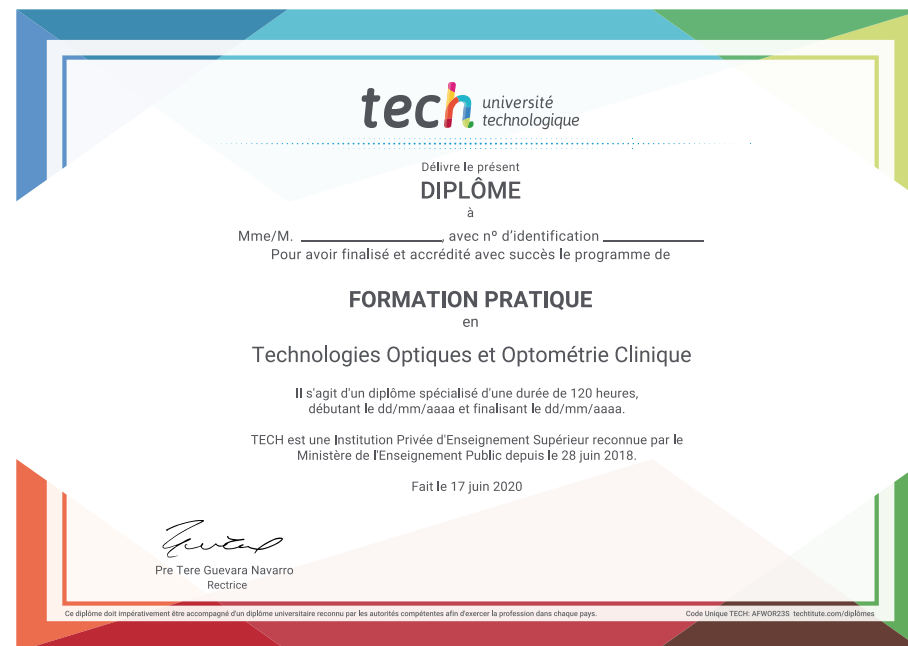 tech université
technologique
Délivre le présent
DIPLÔME
à
Mme/M. ____________________, avec nº d'identification ______________
Pour avoir finalisé et accrédité avec succès le programme de
FORMATION PRATIQUE
en
Technologies Optiques et Optométrie Clinique
Il s'agit d'un diplôme spécialisé d'une durée de 120 heures,
débutant le dd/mm/aaaa et finalisant le dd/mm/aaaa.
TECH est une Institution Privée d'Enseignement Supérieur reconnue par le
Ministère de l'Enseignement Public depuis le 28 juin 2018.
Fait le 17 juin 2020
Pre Tere Guevara Navarro
Rectrice
Ce diplôme doit impérativement être accompagné d'un diplôme universitaire reconnu par les autorités compétentes afin d'exercer la profession dans chaque pays.
Code Unique TECH: AFWOR23S techtitute.com/diplômes